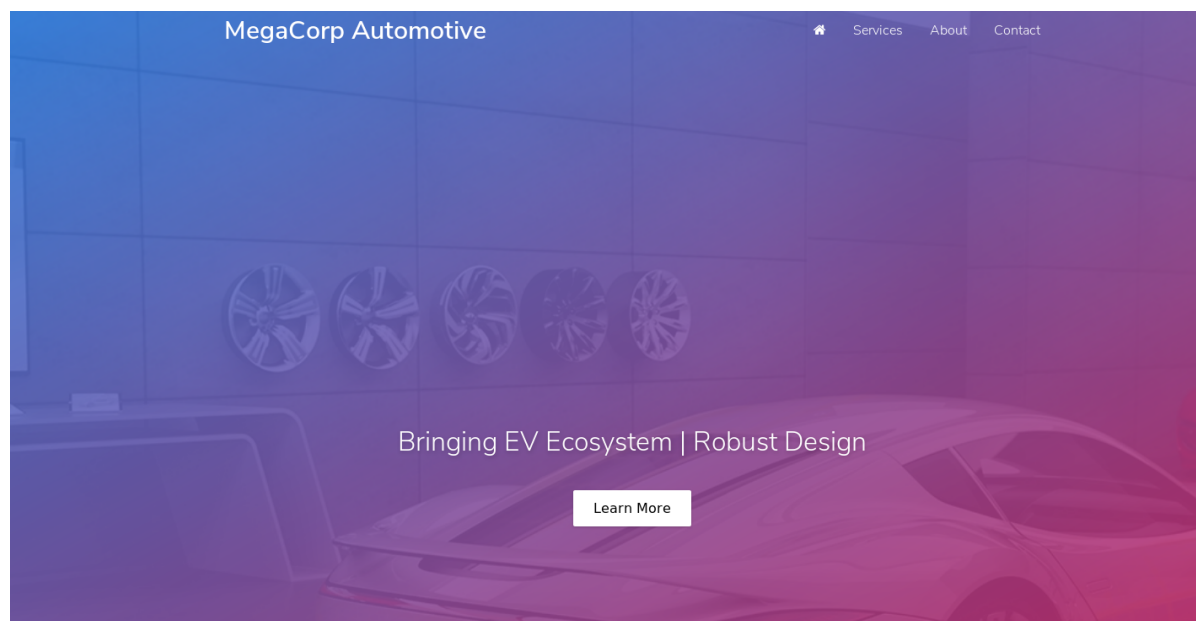 MegaCorp Automotive
Services About Contact
Bringing EV Ecosystem | Robust Design
Learn More